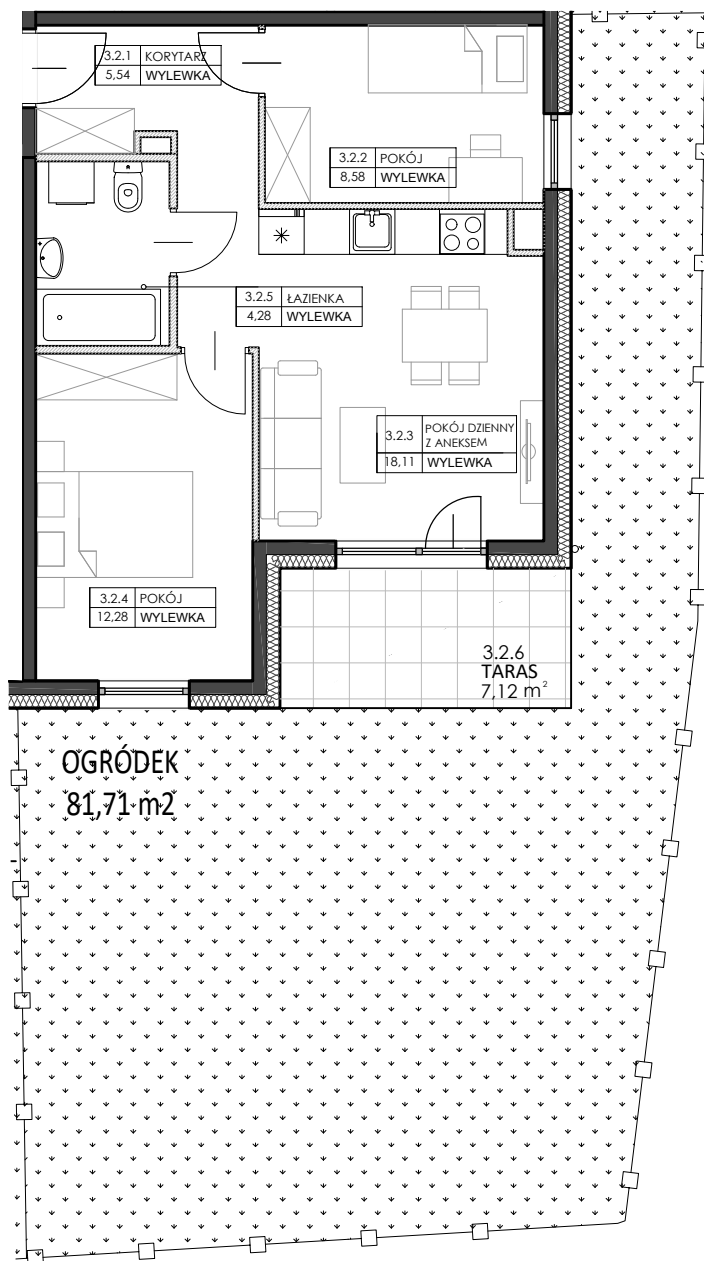 3.2.1 KORYTARZ
5,54 WYLEWKA
3.2.2 POKÓJ
8,58 WYLEWKA
3.2.5 ŁAZIENKA
4,28 WYLEWKA
3.2.3 POKÓJ DZIENNY
Z ANEKSEM
18,11 WYLEWKA
3.2.4 POKÓJ
12,28 WYLEWKA
3.2.6
TARAS
7,12 m²
OGRÓDEK
81,71 m2